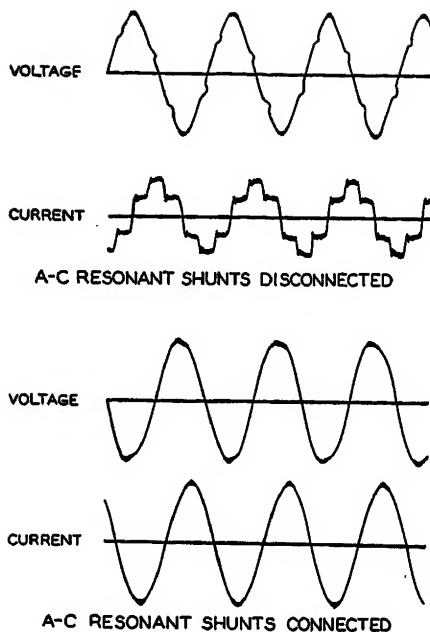 VOLTAGE
CURRENT
A-C RESONANT SHUNTS DISCONNECTED
VOLTAGE
CURRENT
A-C RESONANT SHUNTS CONNECTED